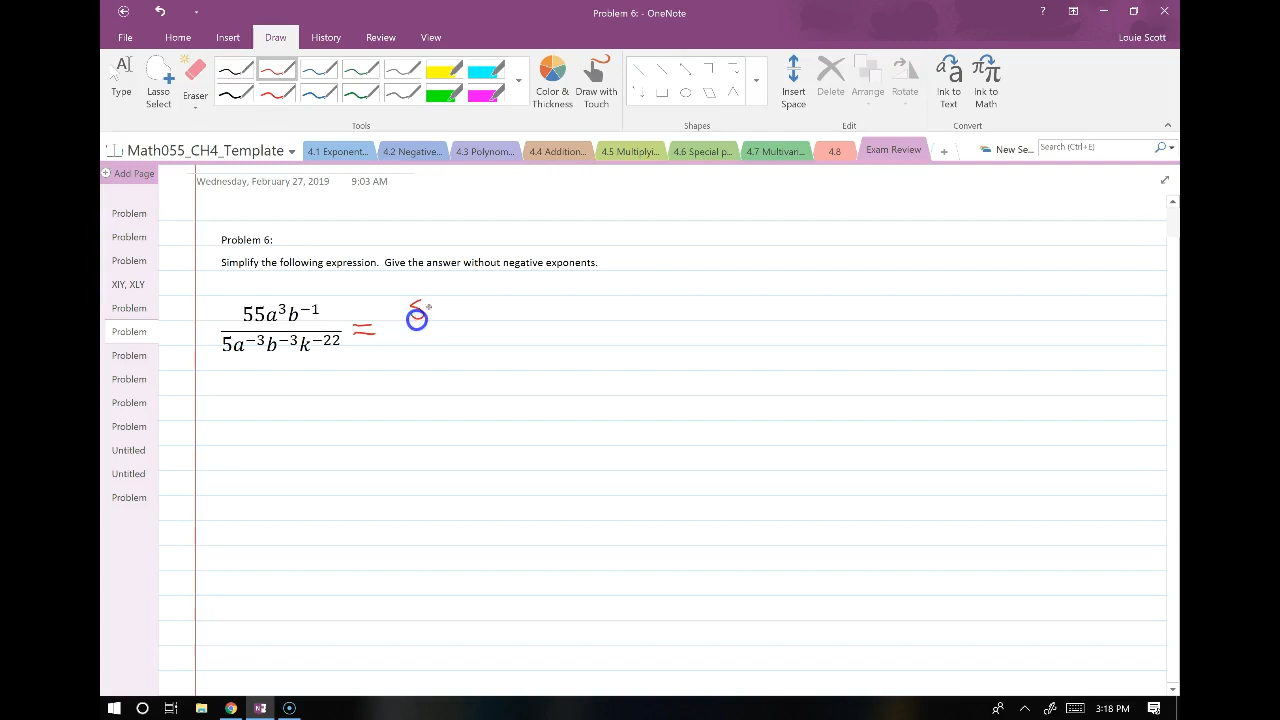 Problem 6: - OneNote
?
File Home Insert Draw History Review View Louie Scott
Type Lasso Select Eraser Color & Thickness Draw with Touch Insert Space Delete Arrange Rotate Ink to Text Ink to Math
Tools Shapes Edit Convert
Math055_CH4_Template 4.1 Exponent... 4.2 Negative... 4.3 Polynom... 4.4 Addition... 4.5 Multiplyi... 4.6 Special p... 4.7 Multivan... 4.8 Exam Review + New Se... Search (Ctrl+E)
Add Page
Wednesday, February 27, 2019 9:03 AM
Problem
Problem
Problem
XIY, XLY
Problem
Problem
Problem
Problem
Problem
Problem
Untitled
Untitled
Problem
Problem 6:
Simplify the following expression. Give the answer without negative exponents.
55a³b⁻¹
5a⁻³b⁻³k⁻²² =
3:18 PM